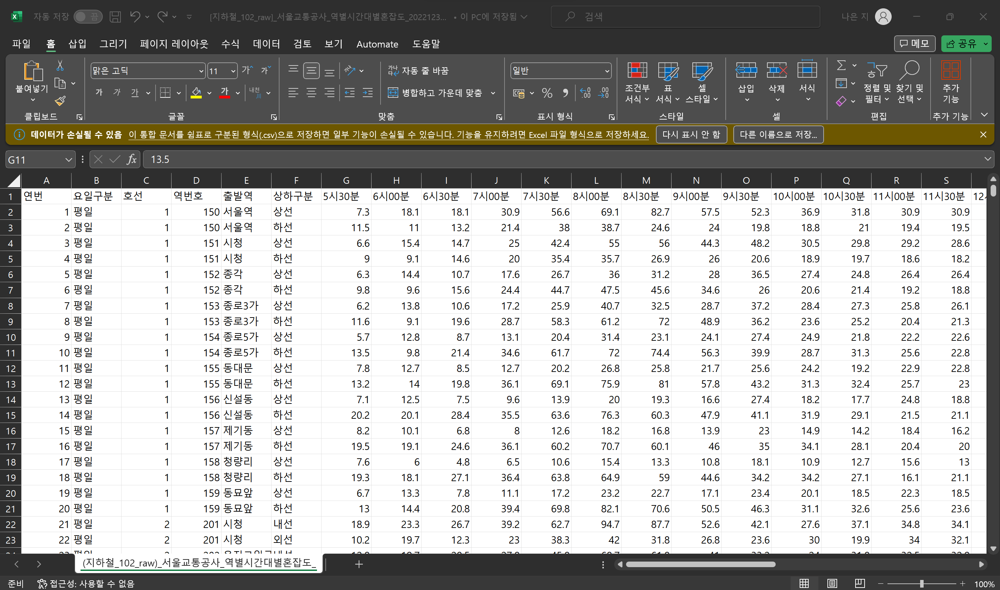 자동 저장 끔 [지하철_102_raw]_서울교통공사_역별시간대별혼잡도_2022123... • 이 PC에 저장됨 검색 나은 지
파일 홈 삽입 그리기 페이지 레이아웃 수식 데이터 검토 보기 Automate 도움말 메모 공유
붙여넣기 맑은 고딕 11 가 가 가나다 자동 줄 바꿈 일반 조건부 서식 표 서식 셀 스타일 삽입 삭제 서식 정렬 및 필터 찾기 및 선택 추가 기능
가 가 가 가 내천 병합하고 가운데 맞춤 % .00 .00
클립보드 글꼴 맞춤 표시 형식 스타일 셀 편집 추가 기능
데이터가 손실될 수 있음 이 통합 문서를 쉼표로 구분된 형식(.csv)으로 저장하면 일부 기능이 손실될 수 있습니다. 기능을 유지하려면 Excel 파일 형식으로 저장하세요. 다시 표시 안 함 다른 이름으로 저장...
G11 fx 13.5
A B C D E F G H I J K L M N O P Q R S
1 연번 요일구분 호선 역번호 출발역 상하구분 5시30분 6시00분 6시30분 7시00분 7시30분 8시00분 8시30분 9시00분 9시30분 10시00분 10시30분 11시00분 11시30분
2 1 평일 1 150 서울역 상선 7.3 18.1 18.1 30.9 56.6 69.1 82.7 57.5 52.3 36.9 31.8 30.9 30.9
3 2 평일 1 150 서울역 하선 11.5 11 13.2 21.4 38 38.7 24.6 24 19.8 18.8 21 19.4 19.5
4 3 평일 1 151 시청 상선 6.6 15.4 14.7 25 42.4 55 56 44.3 48.2 30.5 29.8 29.2 28.6
5 4 평일 1 151 시청 하선 9 9.1 14.6 20 35.4 35.7 26.9 26 20.6 18.9 19.7 18.6 18.2
6 5 평일 1 152 종각 상선 6.3 14.4 10.7 17.6 26.7 36 31.2 28 36.5 27.4 24.8 26.4 26.4
7 6 평일 1 152 종각 하선 9.8 9.6 15.6 24.4 44.7 47.5 45.6 34.6 26 20.6 21.4 19.2 18.8
8 7 평일 1 153 종로3가 상선 6.2 13.8 10.6 17.2 25.9 40.7 32.5 28.7 37.2 28.4 27.3 25.8 26.1
9 8 평일 1 153 종로3가 하선 11.6 9.1 19.6 28.7 58.3 61.2 72 48.9 36.2 23.6 25.2 20.4 21.3
10 9 평일 1 154 종로5가 상선 5.7 12.8 8.7 13.1 20.4 31.4 23.1 24.1 27.4 24.9 21.8 22.2 22.6
11 10 평일 1 154 종로5가 하선 13.5 9.8 21.4 34.6 61.7 72 74.4 56.3 39.9 28.7 31.3 25.6 22.8
12 11 평일 1 155 동대문 상선 7.8 12.7 8.5 12.7 20.2 26.8 25.8 21.7 25.6 24.2 19.2 22.9 22.8
13 12 평일 1 155 동대문 하선 13.2 14 19.8 36.1 69.1 75.9 81 57.8 43.2 31.3 32.4 25.7 23
14 13 평일 1 156 신설동 상선 7.1 12.5 7.5 9.6 13.9 20 19.3 16.6 27.4 18.2 17.7 24.8 18.8
15 14 평일 1 156 신설동 하선 20.2 20.1 28.4 35.5 63.6 76.3 60.3 47.9 41.1 31.9 29.1 21.5 21.1
16 15 평일 1 157 제기동 상선 8.2 10.1 6.8 8 12.6 18.2 16.8 13.9 23 14.9 14.2 18.4 16.2
17 16 평일 1 157 제기동 하선 19.5 19.1 24.6 36.1 60.2 70.7 60.1 46 35 34.1 28.1 20.4 20
18 17 평일 1 158 청량리 상선 7.6 6 4.8 6.5 10.6 15.4 13.3 10.8 18.1 10.9 12.7 15.6 13
19 18 평일 1 158 청량리 하선 19.3 18.1 27.1 36.4 63.8 64.9 59 44.6 34.2 34.2 27.1 16.1 21.1
20 19 평일 1 159 동묘앞 상선 6.7 13.3 7.8 11.1 17.2 23.2 22.7 17.1 23.4 20.1 18.5 22.3 18.5
21 20 평일 1 159 동묘앞 하선 13 14.4 20.8 39.4 69.8 82.1 70.6 50.5 46.3 31.1 32.6 25.6 23.6
22 21 평일 2 201 시청 내선 18.9 23.3 26.7 39.2 62.7 94.7 87.7 52.6 42.1 27.6 37.1 34.8 34.1
23 22 평일 2 201 시청 외선 10.2 19.7 12.3 23 38.3 42 31.8 26.8 23.6 30 19.9 34 32.1
(지하철_102_raw)_서울교통공사_역별시간대별혼잡도_
준비 접근성: 사용할 수 없음 100%